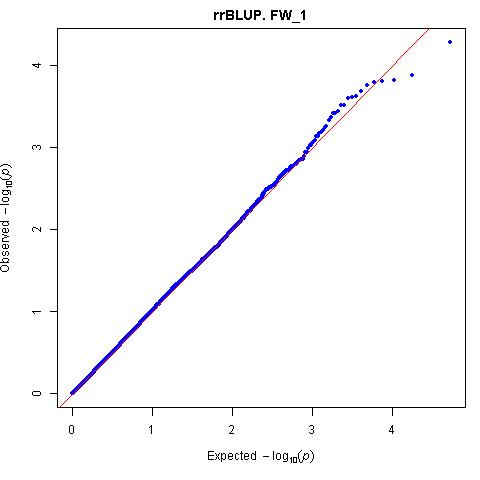 rrBLUP. FW_1
Observed −log₁₀(p)
4
3
2
1
0
0 1 2 3 4
Expected −log₁₀(p)